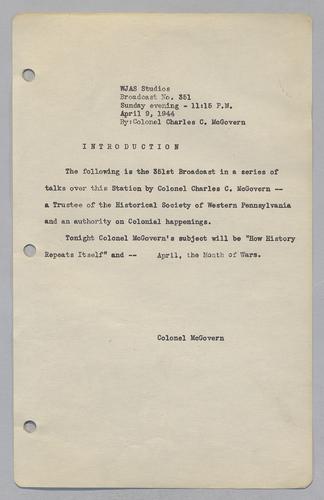 WJAS Studios
Broadcast No. 351
Sunday evening - 11:15 P.M.
April 9, 1944
By:Colonel Charles C. McGovern
INTRODUCTION
The following is the 351st Broadcast in a series of
talks over this Station by Colonel Charles C. McGovern --
a Trustee of the Historical Society of Western Pennsylvania
and an authority on Colonial happenings.
Tonight Colonel McGovern's subject will be "How History
Repeats Itself" and -- April, the Month of Wars.
Colonel McGovern